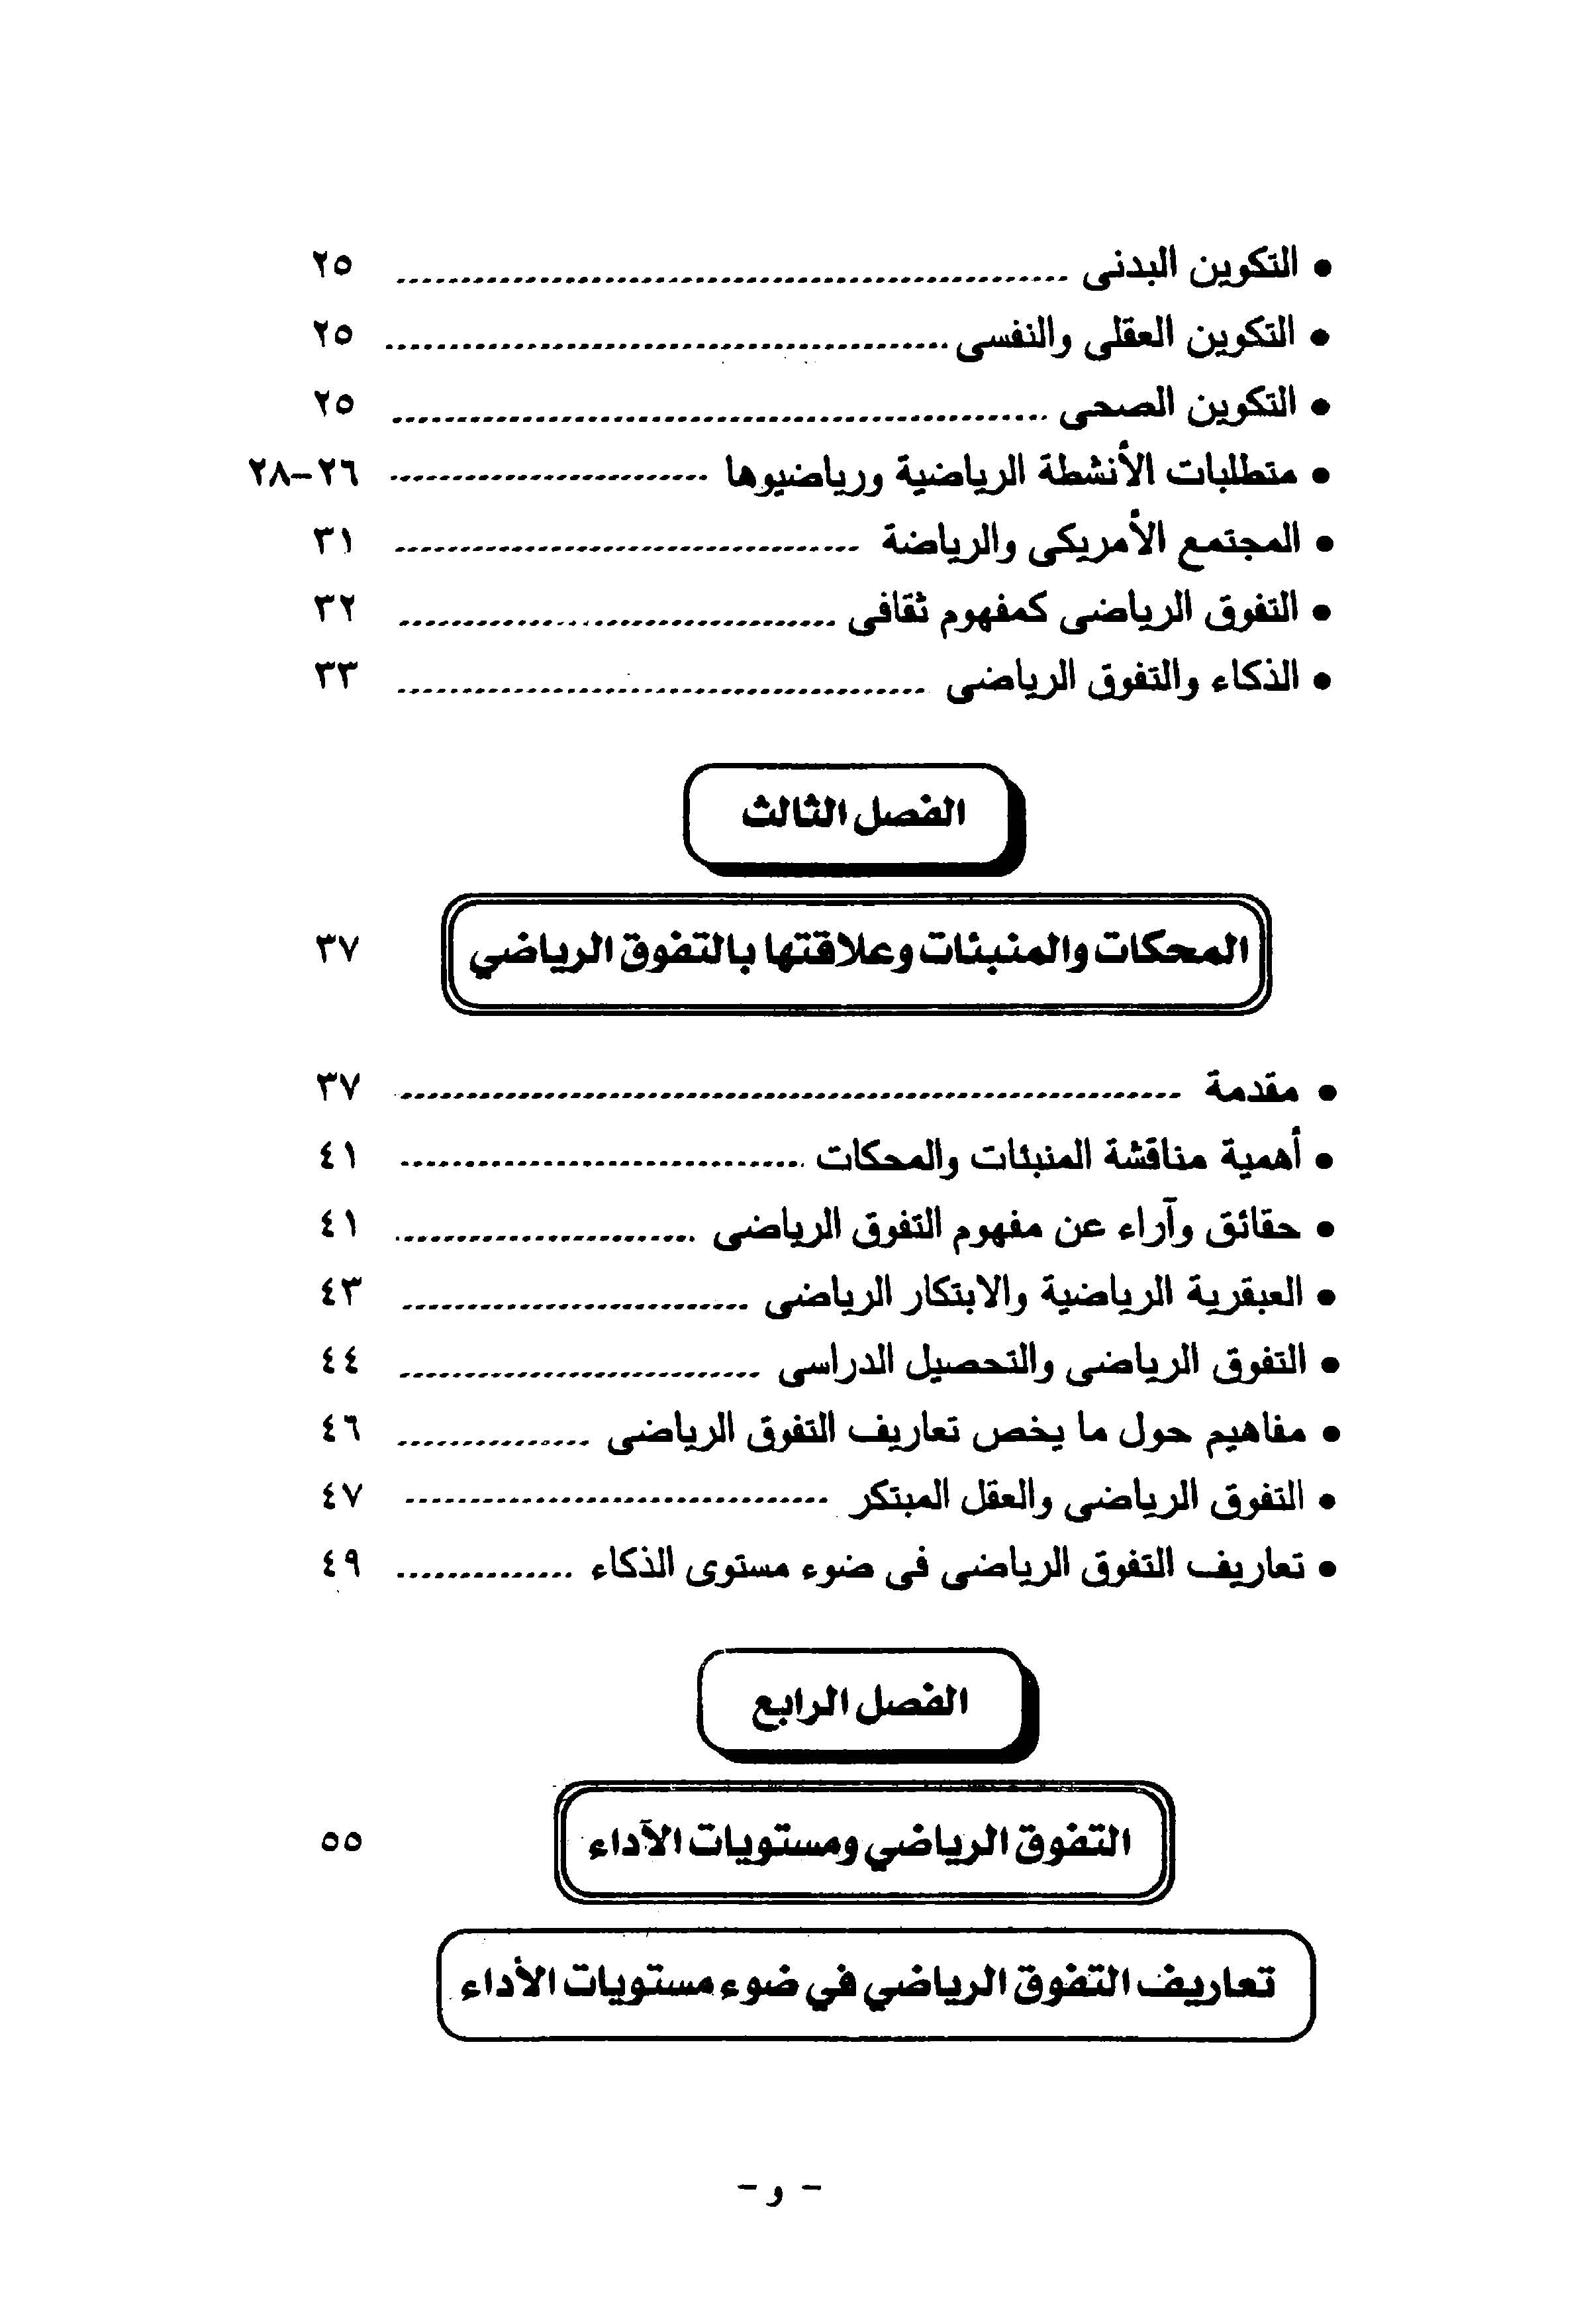 • التكوين البدنى ........ ٢٥
• التكوين العقلى والنفسى ........ ٢٥
• التكوين الصحى ........ ٢٥
• متطلبات الأنشطة الرياضية ورياضيوها ........ ٢٦-٢٨
• المجتمع الأمريكى والرياضة ........ ٣١
• التفوق الرياضى كمفهوم ثقافى ........ ٣٢
• الذكاء والتفوق الرياضى ........ ٣٣
الفصل الثالث
المحكات والمنبئات وعلاقتها بالتفوق الرياضي ٣٧
• مقدمة ........ ٣٧
• أهمية مناقشة المنبئات والمحكات ........ ٤١
• حقائق وآراء عن مفهوم التفوق الرياضى ........ ٤١
• العبقرية الرياضية والابتكار الرياضى ........ ٤٣
• التفوق الرياضى والتحصيل الدراسى ........ ٤٤
• مفاهيم حول ما يخص تعاريف التفوق الرياضى ........ ٤٦
• التفوق الرياضى والعقل المبتكر ........ ٤٧
• تعاريف التفوق الرياضى فى ضوء مستوى الذكاء ........ ٤٩
الفصل الرابع
التفوق الرياضي ومستويات الآداء ٥٥
تعاريف التفوق الرياضي في ضوء مستويات الأداء
- و -